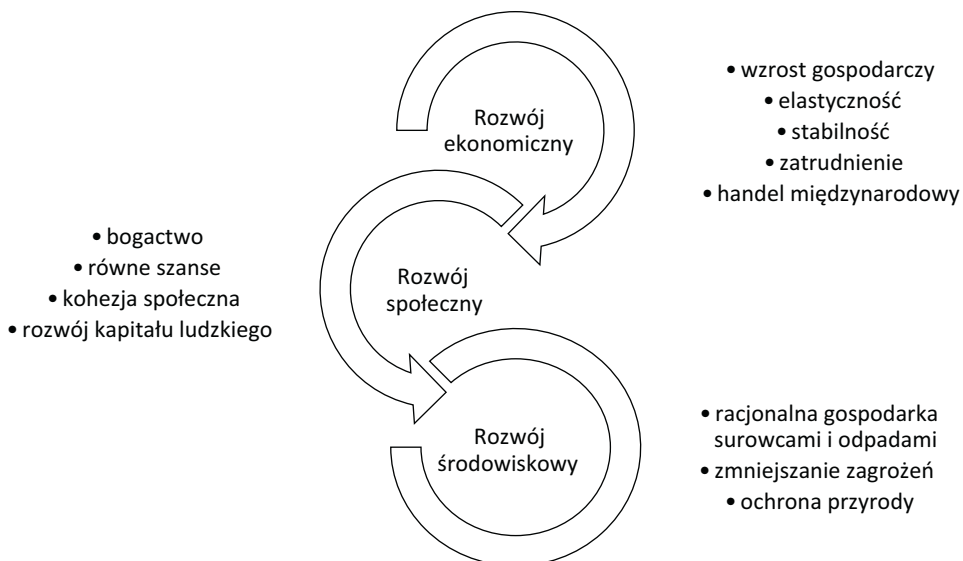 Rozwój
ekonomiczny
• wzrost gospodarczy
• elastyczność
• stabilność
• zatrudnienie
• handel międzynarodowy
• bogactwo
• równe szanse
• kohezja społeczna
• rozwój kapitału ludzkiego
Rozwój
społeczny
Rozwój
środowiskowy
• racjonalna gospodarka
surowcami i odpadami
• zmniejszanie zagrożeń
• ochrona przyrody